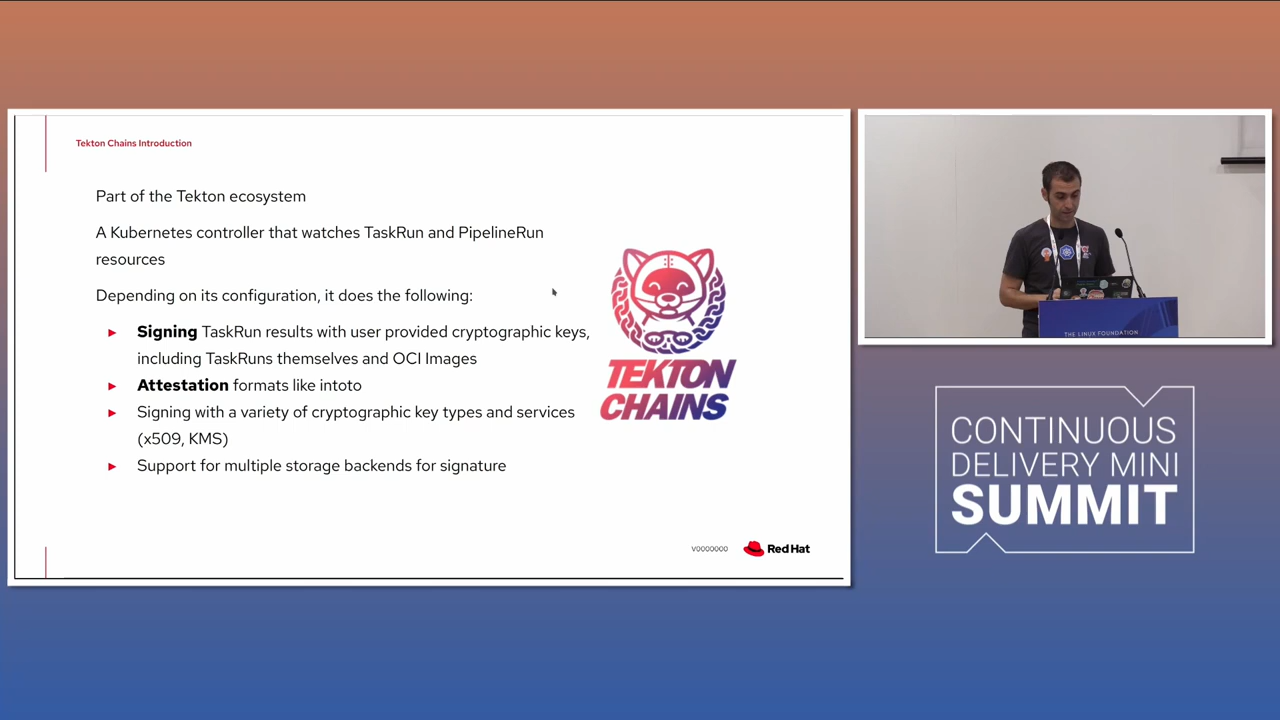 Tekton Chains Introduction
Part of the Tekton ecosystem
A Kubernetes controller that watches TaskRun and PipelineRun
resources
Depending on its configuration, it does the following:
Signing TaskRun results with user provided cryptographic keys,
including TaskRuns themselves and OCI Images
Attestation formats like intoto
Signing with a variety of cryptographic key types and services
(x509, KMS)
Support for multiple storage backends for signature
TEKTON
CHAINS
V0000000
Red Hat
THE LINUX FOUNDATION
CONTINUOUS
DELIVERY MINI
SUMMIT